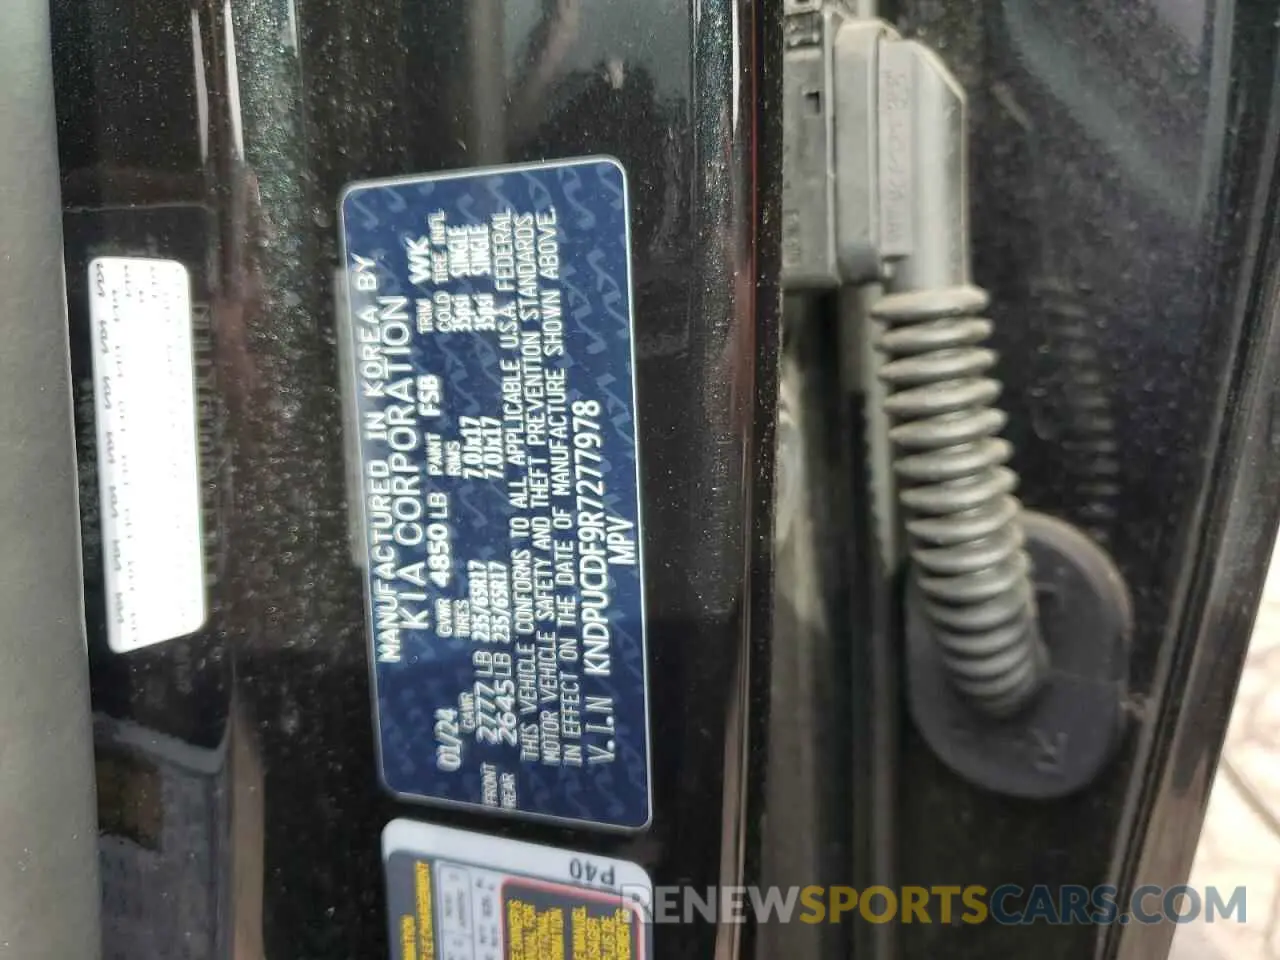 MANUFACTURED IN KOREA BY
KIA CORPORATION
01/24 GVWR 4850 LB PAINT FSB TRIM WK
GAWR TIRES RIMS COLD TIRE INFL
FRONT 2777 LB 235/65R17 7.0Jx17 35psi SINGLE
REAR 2645 LB 235/65R17 7.0Jx17 35psi SINGLE
THIS VEHICLE CONFORMS TO ALL APPLICABLE U.S.A. FEDERAL
MOTOR VEHICLE SAFETY AND THEFT PREVENTION STANDARDS
IN EFFECT ON THE DATE OF MANUFACTURE SHOWN ABOVE.
V.I.N KNDPUCDF9R7277978
MPV
P40
RENEWSPORTSCARS.COM